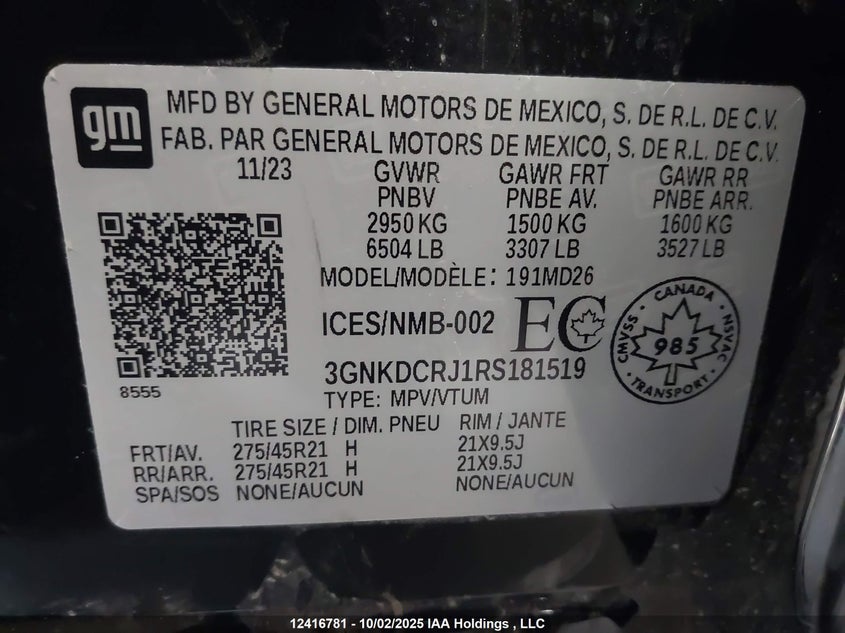 gm
MFD BY GENERAL MOTORS DE MEXICO, S. DE R.L. DE C.V.
FAB. PAR GENERAL MOTORS DE MEXICO, S. DE R.L. DE C.V.
11/23 GVWR GAWR FRT GAWR RR
PNBV PNBE AV. PNBE ARR.
2950 KG 1500 KG 1600 KG
6504 LB 3307 LB 3527 LB
MODEL/MODÈLE: 191MD26
ICES/NMB-002 EC
CANADA
CMVSS 985 NSVAC
TRANSPORT
3GNKDCRJ1RS181519
8555
TYPE: MPV/VTUM
TIRE SIZE / DIM. PNEU RIM / JANTE
FRT/AV. 275/45R21 H 21X9.5J
RR/ARR. 275/45R21 H 21X9.5J
SPA/SOS NONE/AUCUN NONE/AUCUN
12416781 - 10/02/2025 IAA Holdings , LLC